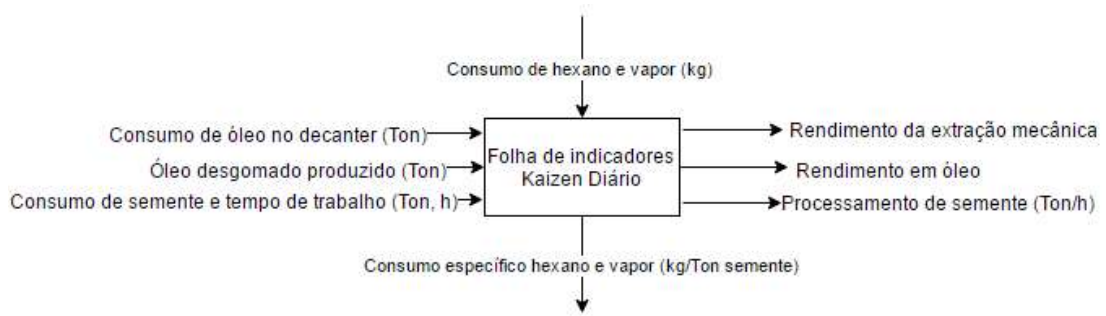 Consumo de hexano e vapor (kg)
Consumo de óleo no decanter (Ton)
Óleo desgomado produzido (Ton)
Consumo de semente e tempo de trabalho (Ton, h)
Folha de indicadores
Kaizen Diário
Rendimento da extração mecânica
Rendimento em óleo
Processamento de semente (Ton/h)
Consumo específico hexano e vapor (kg/Ton semente)